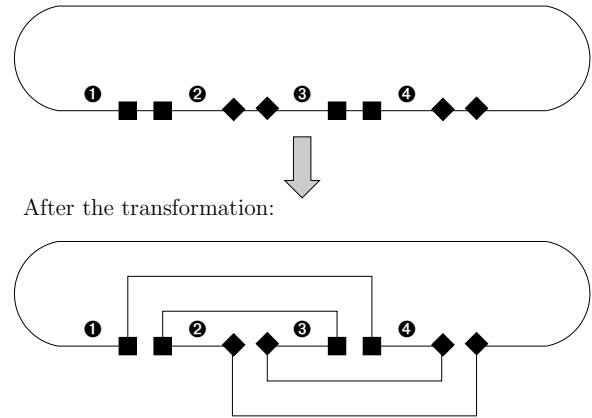 ❶ ❷ ❸ ❹
After the transformation:
❶ ❷ ❸ ❹